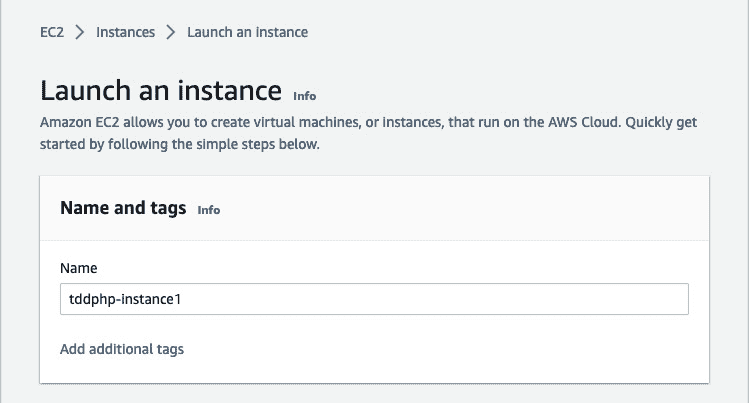 EC2 > Instances > Launch an instance
Launch an instance Info
Amazon EC2 allows you to create virtual machines, or instances, that run on the AWS Cloud. Quickly get
started by following the simple steps below.
Name and tags Info
Name
tddphp-instance1
Add additional tags